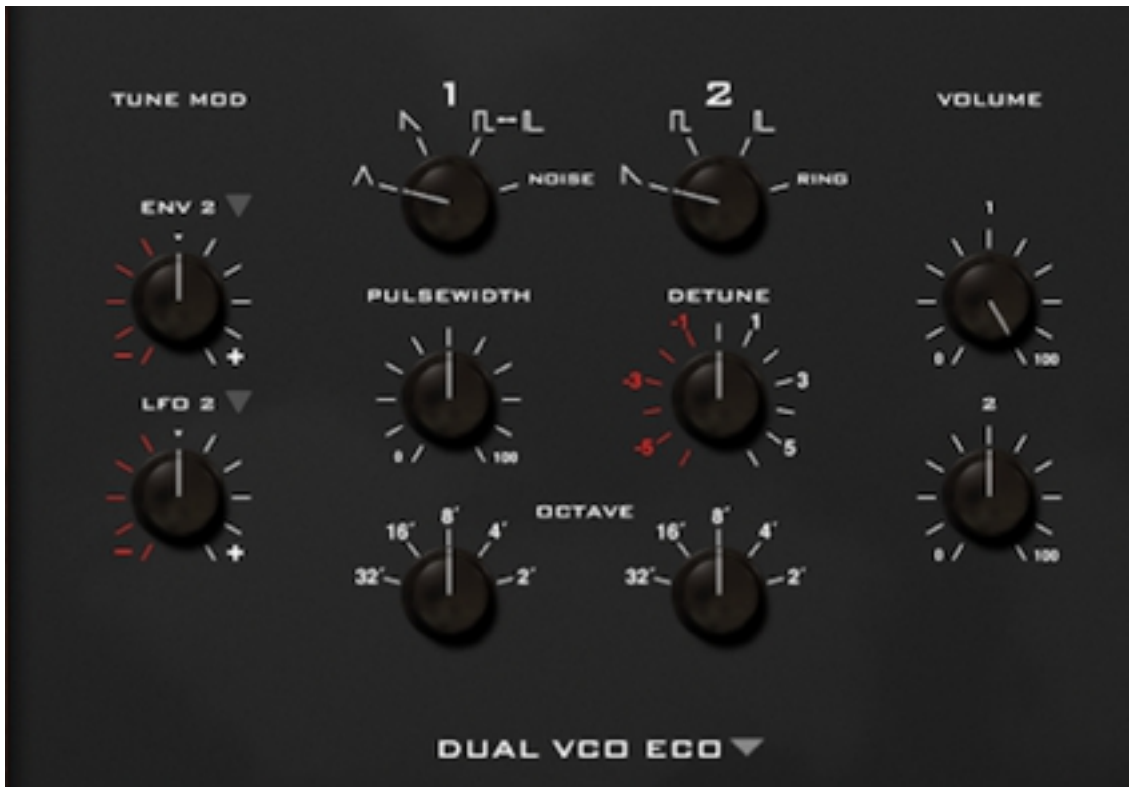 TUNE MOD
1
2
VOLUME
NOISE
RING
ENV 2
1
PULSEWIDTH
DETUNE
-1 1
-3 3
-5 5
- +
0 100
0 100
LFO 2
2
OCTAVE
32' 16' 8' 4' 2'
32' 16' 8' 4' 2'
- +
0 100
DUAL VCO ECO